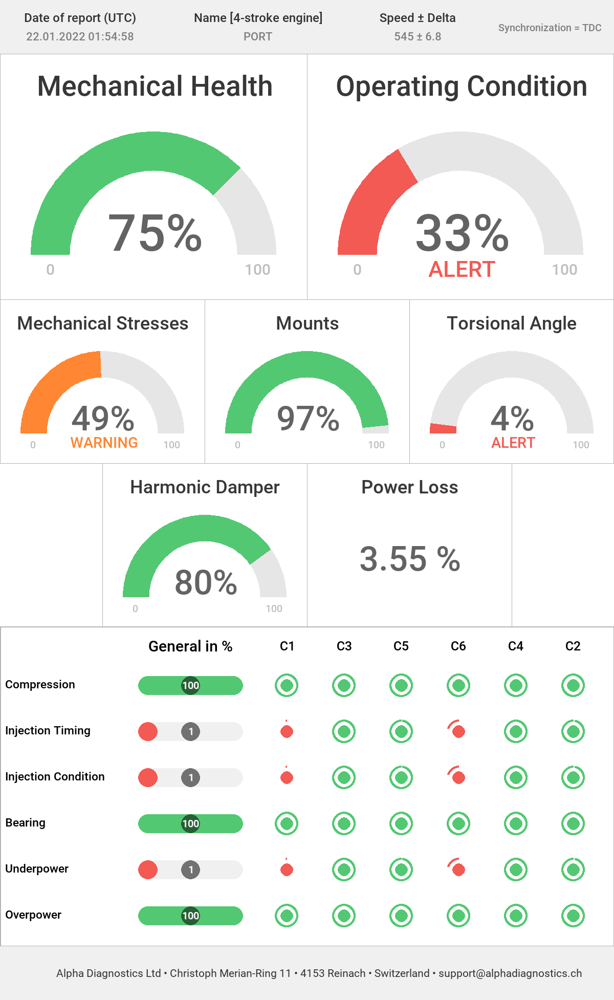 Date of report (UTC)
22.01.2022 01:54:58
Name [4-stroke engine]
PORT
Speed ± Delta
545 ± 6.8
Synchronization = TDC
Mechanical Health
75%
0
100
Operating Condition
33%
ALERT
0
100
Mechanical Stresses
49%
WARNING
0
100
Mounts
97%
0
100
Torsional Angle
4%
ALERT
0
100
Harmonic Damper
80%
0
100
Power Loss
3.55 %
General in % C1 C3 C5 C6 C4 C2
Compression 100
Injection Timing 1
Injection Condition 1
Bearing 100
Underpower 1
Overpower 100
Alpha Diagnostics Ltd • Christoph Merian-Ring 11 • 4153 Reinach • Switzerland • support@alphadiagnostics.ch